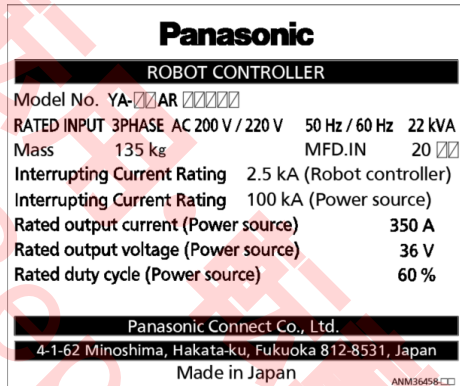 Panasonic
ROBOT CONTROLLER
Model No. YA-☐☐AR ☐☐☐☐☐
RATED INPUT 3PHASE AC 200 V / 220 V 50 Hz / 60 Hz 22 kVA
Mass 135 kg MFD.IN 20 ☐☐
Interrupting Current Rating 2.5 kA (Robot controller)
Interrupting Current Rating 100 kA (Power source)
Rated output current (Power source) 350 A
Rated output voltage (Power source) 36 V
Rated duty cycle (Power source) 60 %
Panasonic Connect Co., Ltd.
4-1-62 Minoshima, Hakata-ku, Fukuoka 812-8531, Japan
Made in Japan
ANM36458-☐☐